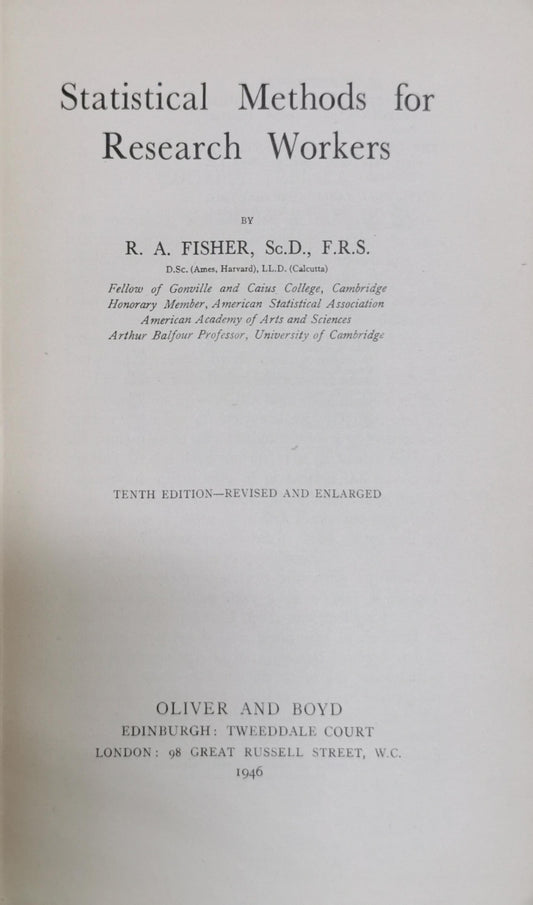 Statistical Methods for
Research Workers
BY
R. A. FISHER, Sc.D., F.R.S.
D.Sc. (Ames, Harvard), LL.D. (Calcutta)
Fellow of Gonville and Caius College, Cambridge
Honorary Member, American Statistical Association
American Academy of Arts and Sciences
Arthur Balfour Professor, University of Cambridge
TENTH EDITION—REVISED AND ENLARGED
OLIVER AND BOYD
EDINBURGH: TWEEDDALE COURT
LONDON: 98 GREAT RUSSELL STREET, W.C.
1946